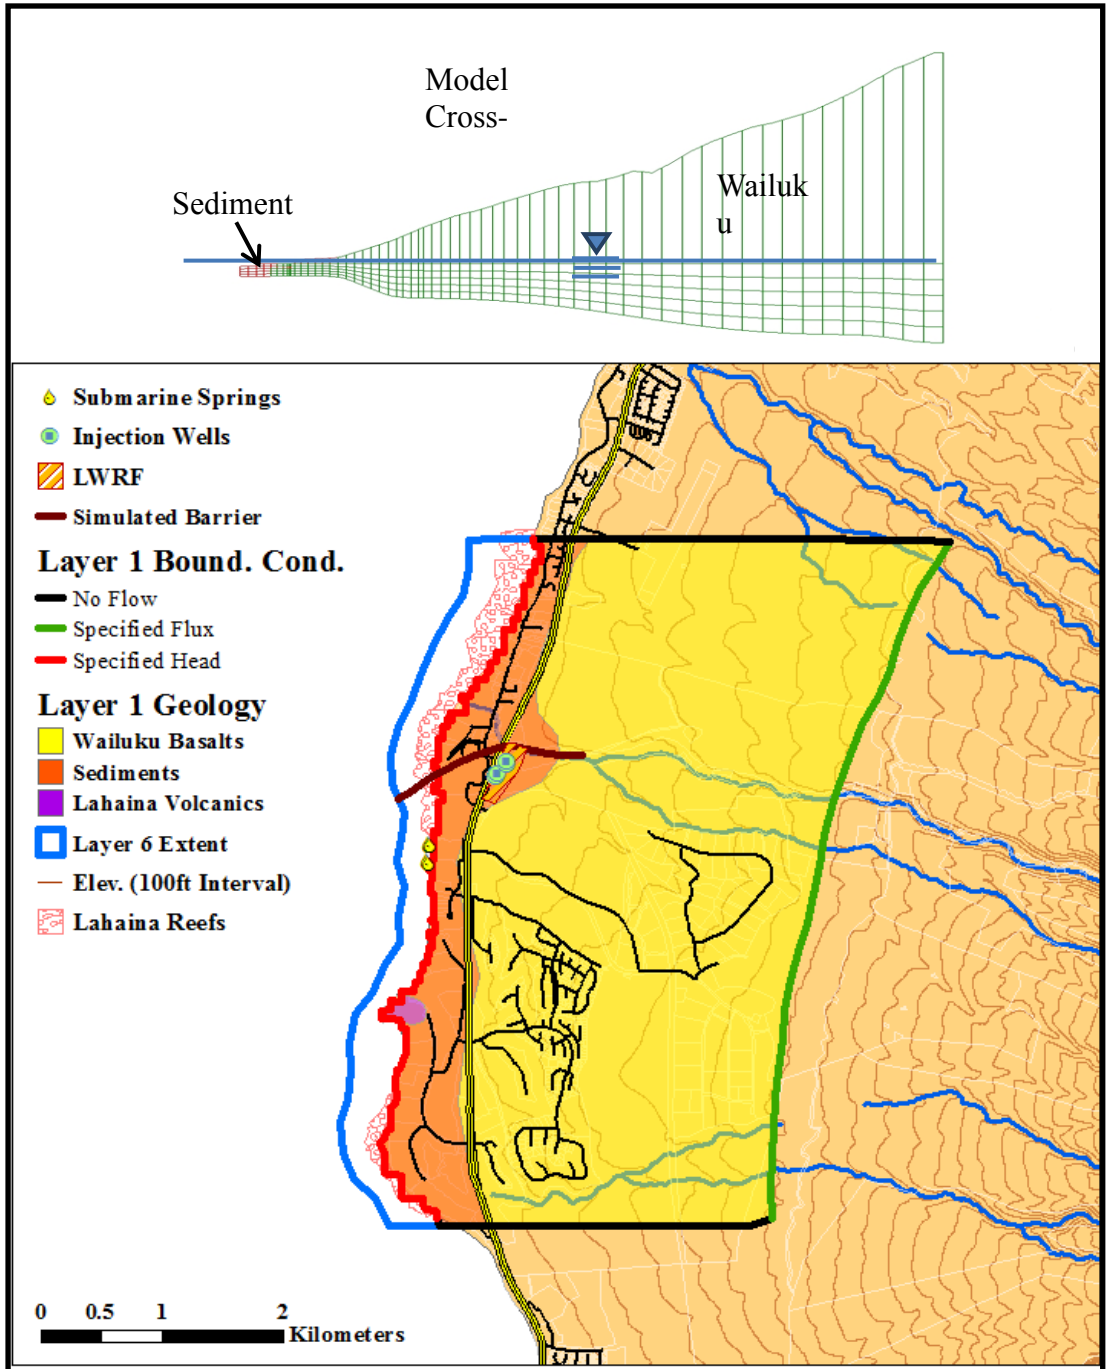 Model
Cross-
Sediment
Wailuk
u
Submarine Springs
Injection Wells
LWRF
Simulated Barrier
Layer 1 Bound. Cond.
No Flow
Specified Flux
Specified Head
Layer 1 Geology
Wailuku Basalts
Sediments
Lahaina Volcanics
Layer 6 Extent
Elev. (100ft Interval)
Lahaina Reefs
0 0.5 1 2
Kilometers